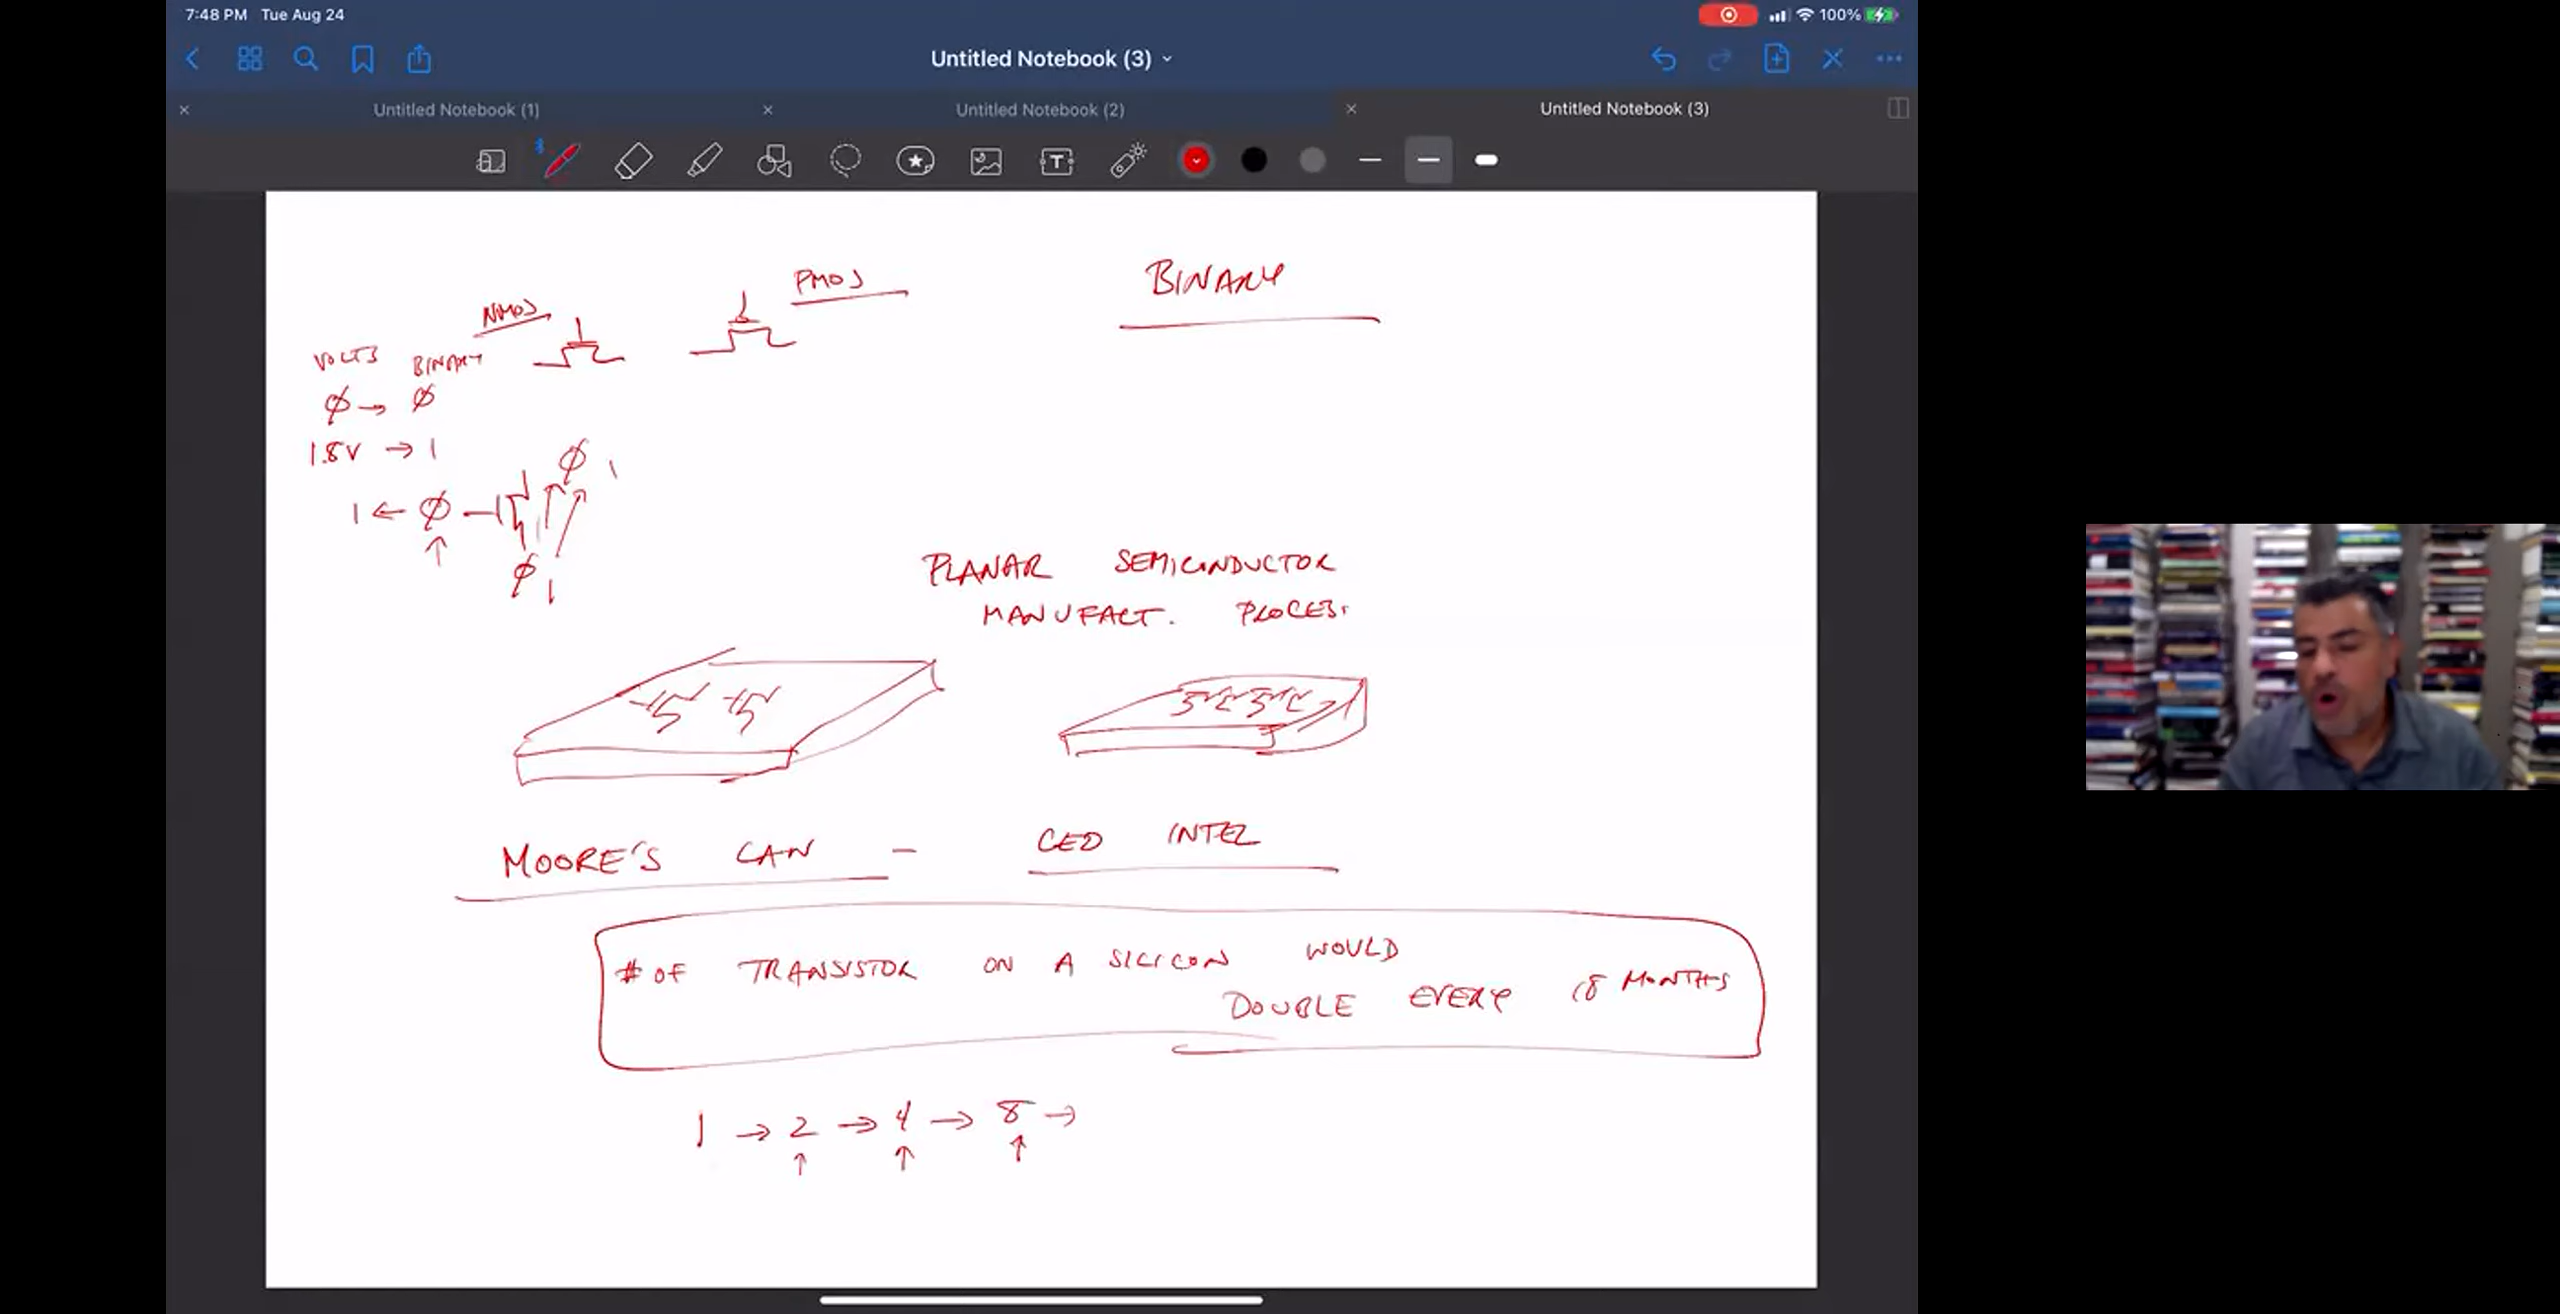 7:48 PM Tue Aug 24
100%
Untitled Notebook (3)
Untitled Notebook (1)
Untitled Notebook (2)
Untitled Notebook (3)
T
PMOS
BINARY
NMOS
VOLTS BINARY
φ → φ
1.8V → 1
φ 1
1 ← φ
↑
φ 1
PLANAR SEMICONDUCTOR
MANUFACT. PROCES
MOORE'S LAW - CEO INTEL
# OF TRANSISTOR ON A SILICON WOULD
DOUBLE EVERY 18 MONTHS
1 → 2 → 4 → 8 →
↑ ↑ ↑